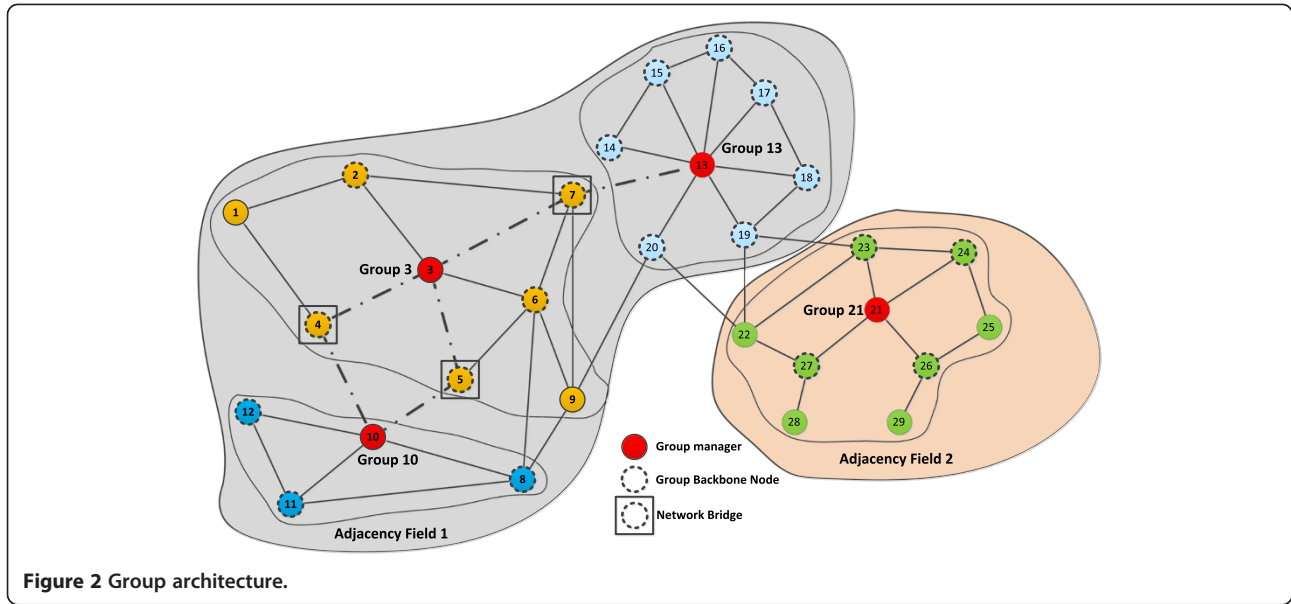 16
15
17
14
Group 13
13
18
2
7
1
19
20
23
24
Group 3
3
6
Group 21
21
4
22
25
5
27
26
9
12
28
29
10
Group 10
Group manager
Adjacency Field 2
8
Group Backbone Node
11
Network Bridge
Adjacency Field 1
Figure 2 Group architecture.